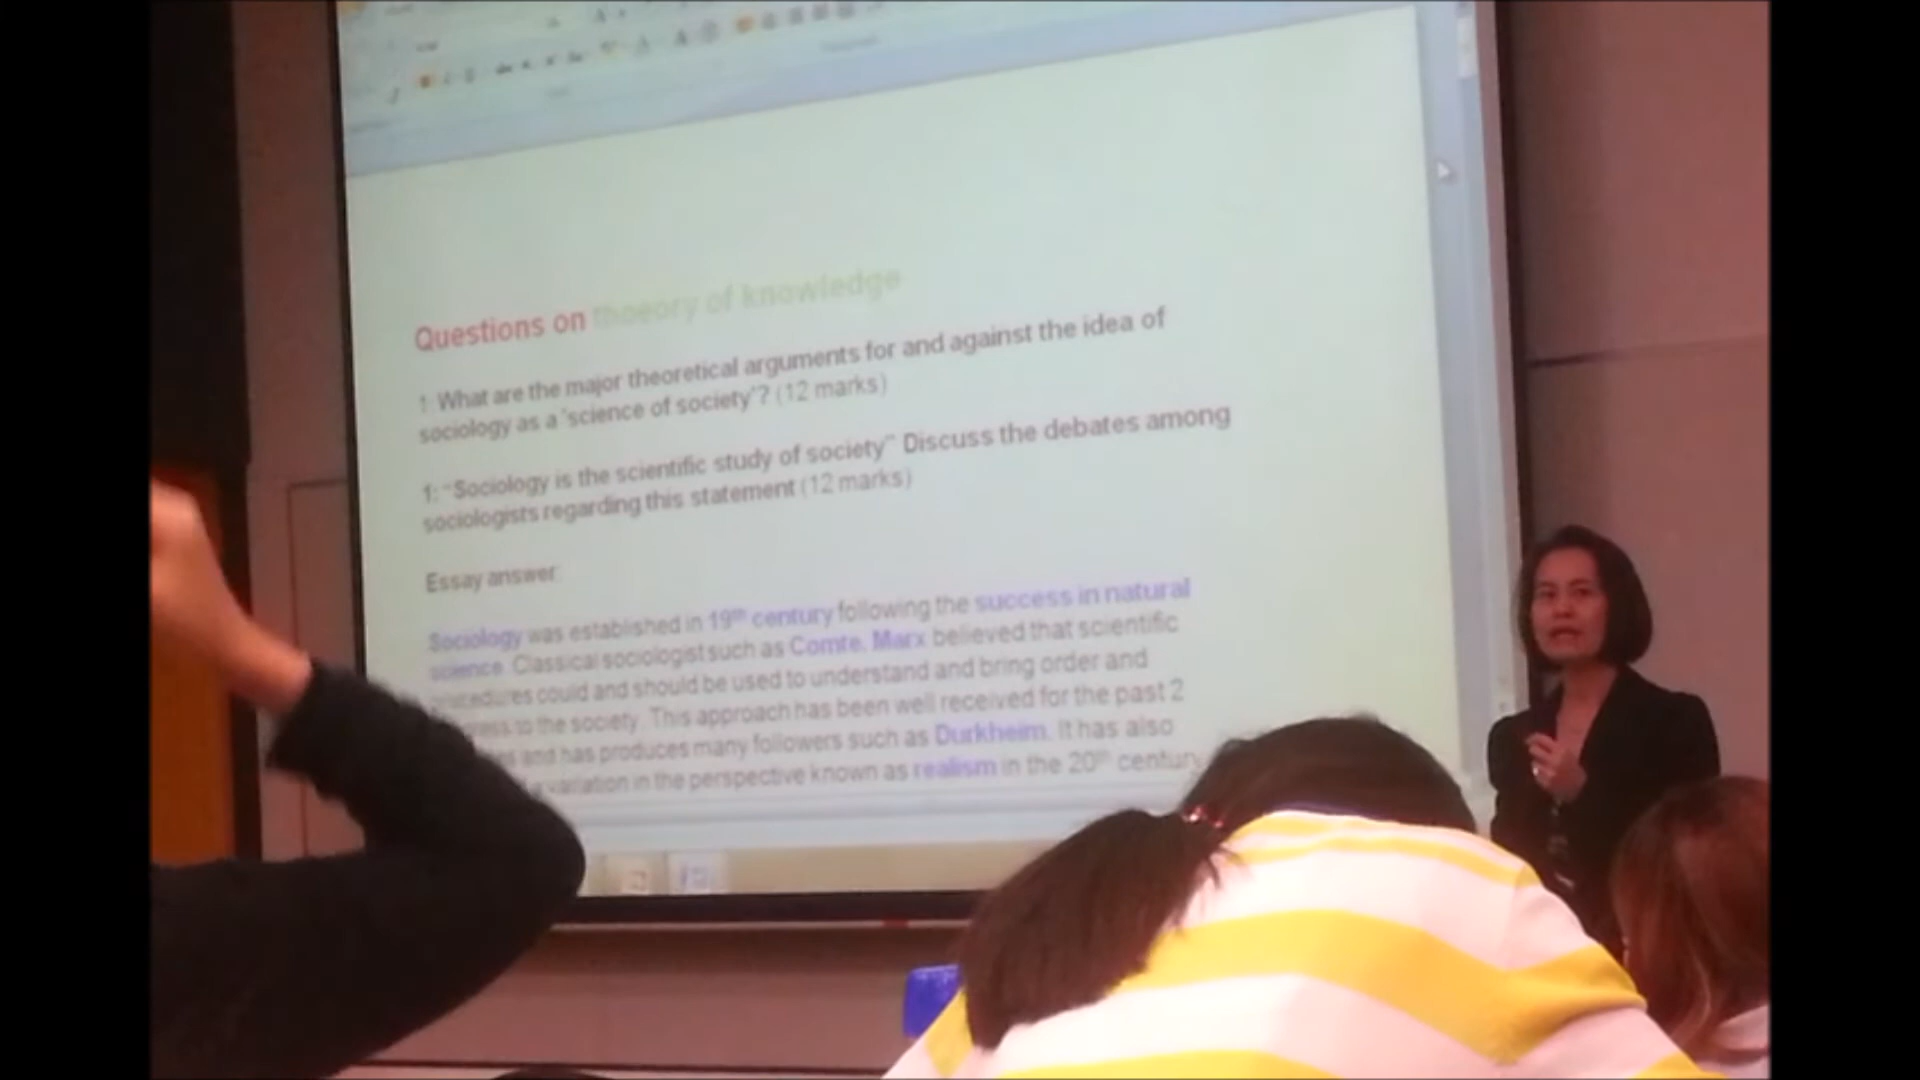 Questions on thoeory of knowledge
1: What are the major theoretical arguments for and against the idea of
sociology as a 'science of society'? (12 marks)
1: "Sociology is the scientific study of society" Discuss the debates among
sociologists regarding this statement (12 marks)
Essay answer:
Sociology was established in 19th century following the success in natural
science. Classical sociologist such as Comte, Marx believed that scientific
procedures could and should be used to understand and bring order and
to the society. This approach has been well received for the past 2
and has produces many followers such as Durkheim. It has also
a variation in the perspective known as realism in the 20th century